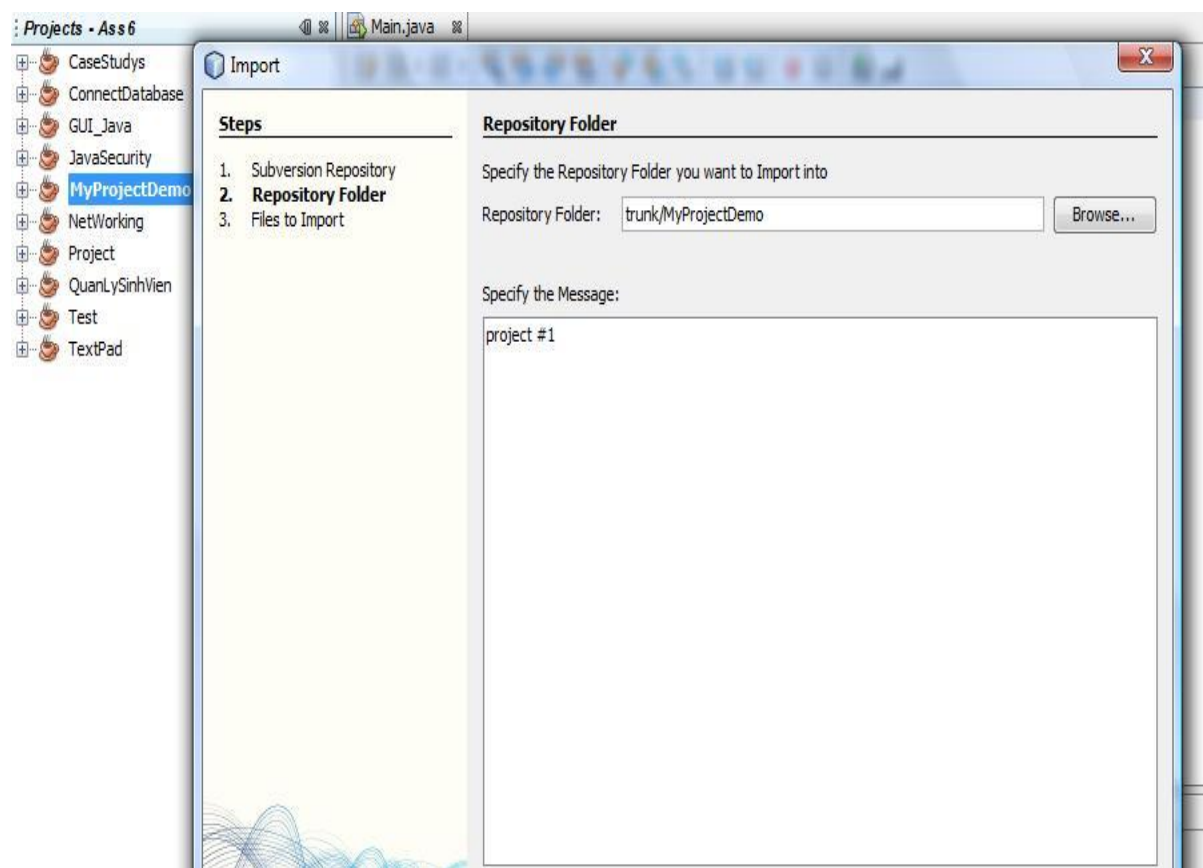 Projects - Ass6
Main.java
CaseStudys
ConnectDatabase
GUI_Java
JavaSecurity
MyProjectDemo
NetWorking
Project
QuanLySinhVien
Test
TextPad
Import
X
Steps
1. Subversion Repository
2. Repository Folder
3. Files to Import
Repository Folder
Specify the Repository Folder you want to Import into
Repository Folder: trunk/MyProjectDemo Browse...
Specify the Message:
project #1